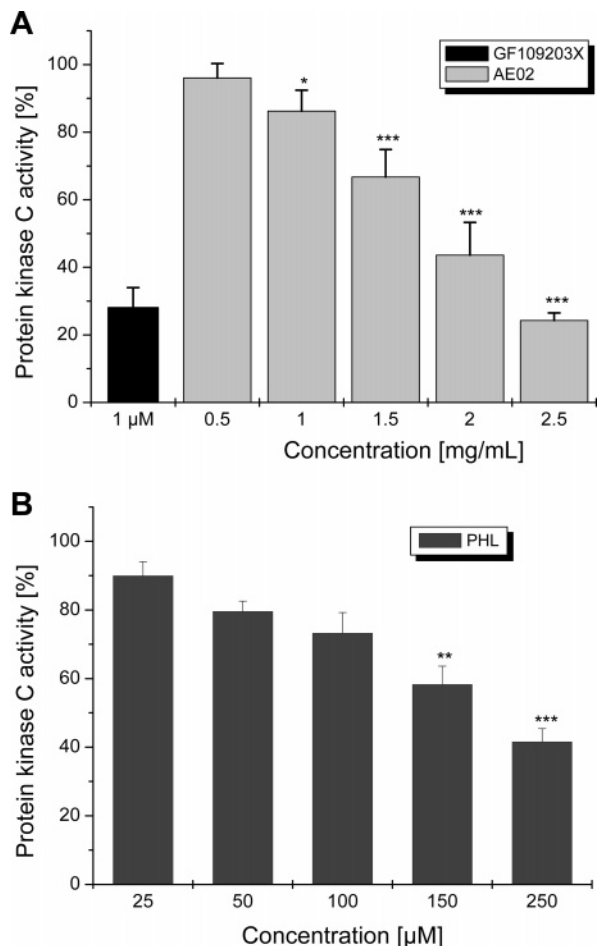 A
GF109203X
AE02
Protein kinase C activity [%]
100
80
60
40
20
0
*
***
***
***
1 µM
0.5
1
1.5
2
2.5
Concentration [mg/mL]
B
PHL
Protein kinase C activity [%]
100
80
60
40
20
0
**
***
25
50
100
150
250
Concentration [µM]